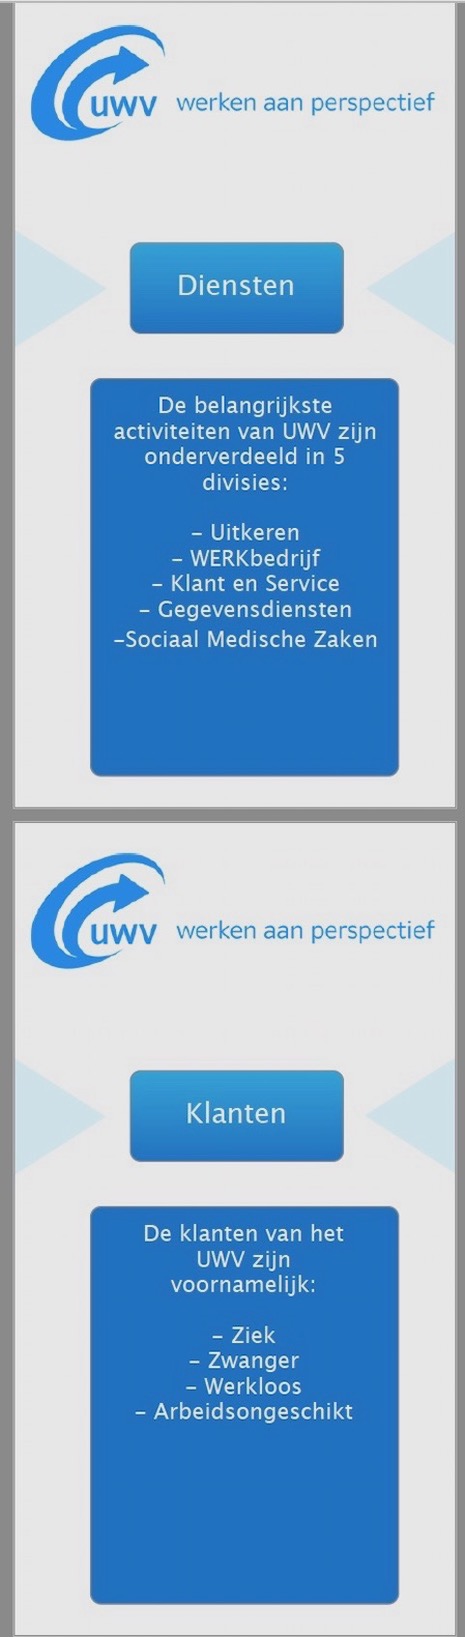 uwv werken aan perspectief
Diensten
De belangrijkste
activiteiten van UWV zijn
onderverdeeld in 5
divisies:
- Uitkeren
- WERKbedrijf
- Klant en Service
- Gegevensdiensten
-Sociaal Medische Zaken
uwv werken aan perspectief
Klanten
De klanten van het
UWV zijn
voornamelijk:
- Ziek
- Zwanger
- Werkloos
- Arbeidsongeschikt